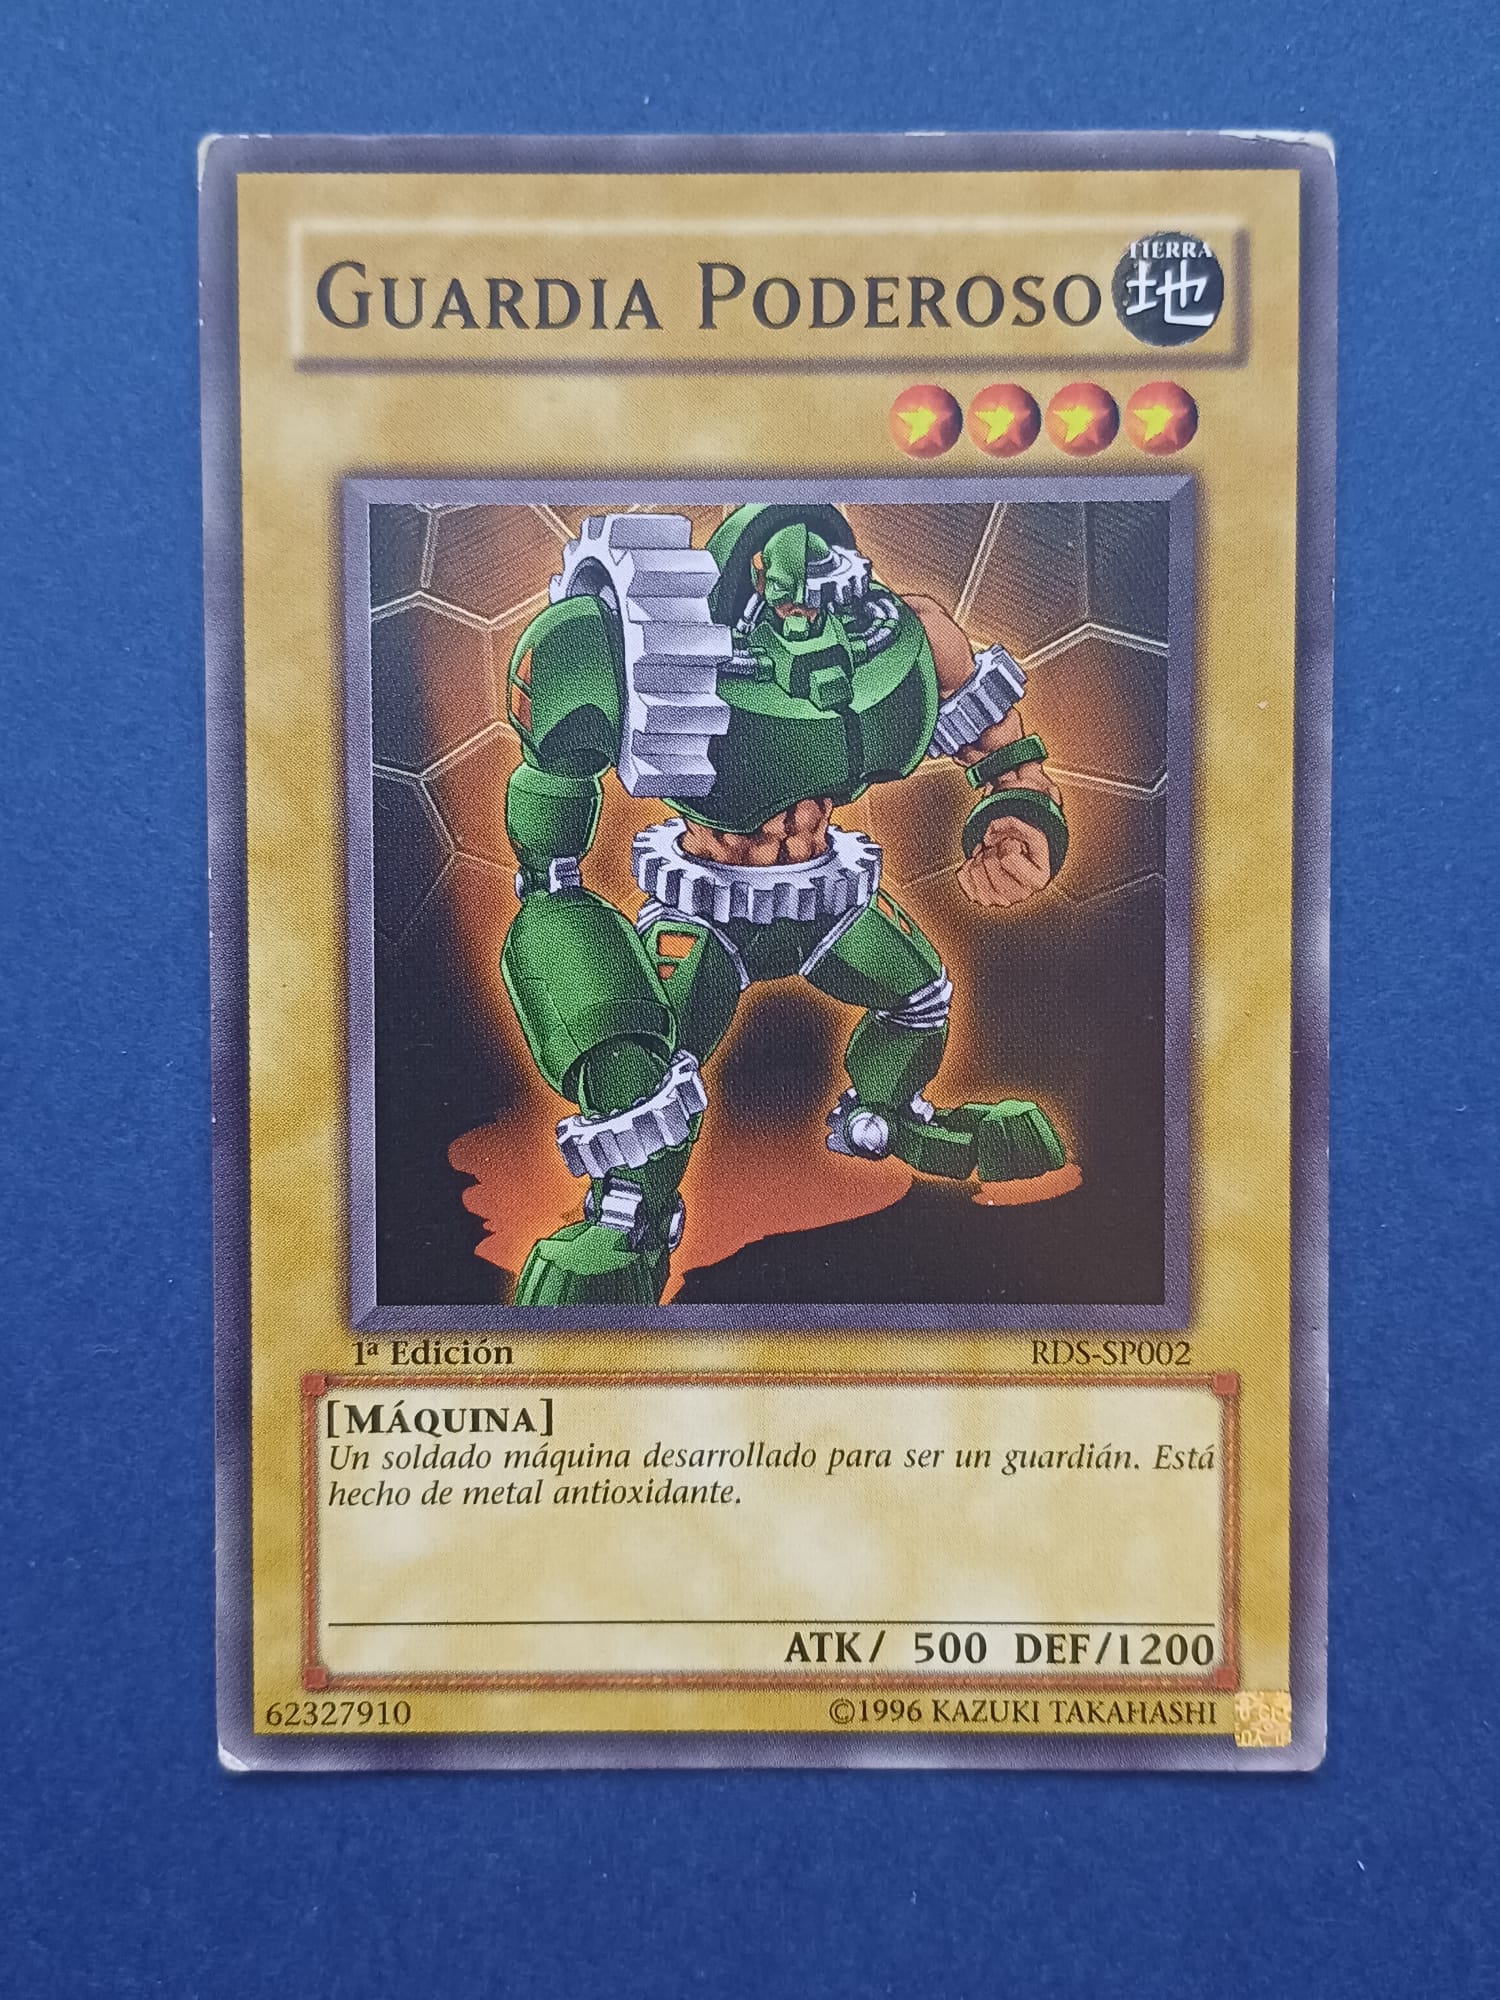 GUARDIA PODEROSO
TIERRA
地
1ª Edición
RDS-SP002
[MÁQUINA]
Un soldado máquina desarrollado para ser un guardián. Está
hecho de metal antioxidante.
ATK/ 500 DEF/1200
62327910
©1996 KAZUKI TAKAHASHI